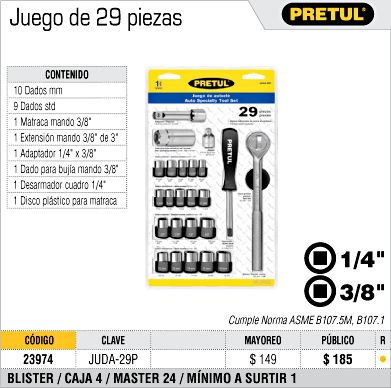 Juego de 29 piezas
PRETUL®
CONTENIDO
10 Dados mm
9 Dados std
1 Matraca mando 3/8"
1 Extensión mando 3/8" de 3"
1 Adaptador 1/4" x 3/8"
1 Dado para bujía mando 3/8"
1 Desarmador cuadro 1/4"
1 Disco plástico para matraca
PRETUL
Juego de autocle
Auto Specialty Tool Set
29 piezas
pieces
PRETUL
1/4"
3/8"
Cumple Norma ASME B107.5M, B107.1
CÓDIGO CLAVE MAYOREO PÚBLICO R
23974 JUDA-29P $ 149 $ 185
BLISTER / CAJA 4 / MASTER 24 / MÍNIMO A SURTIR 1